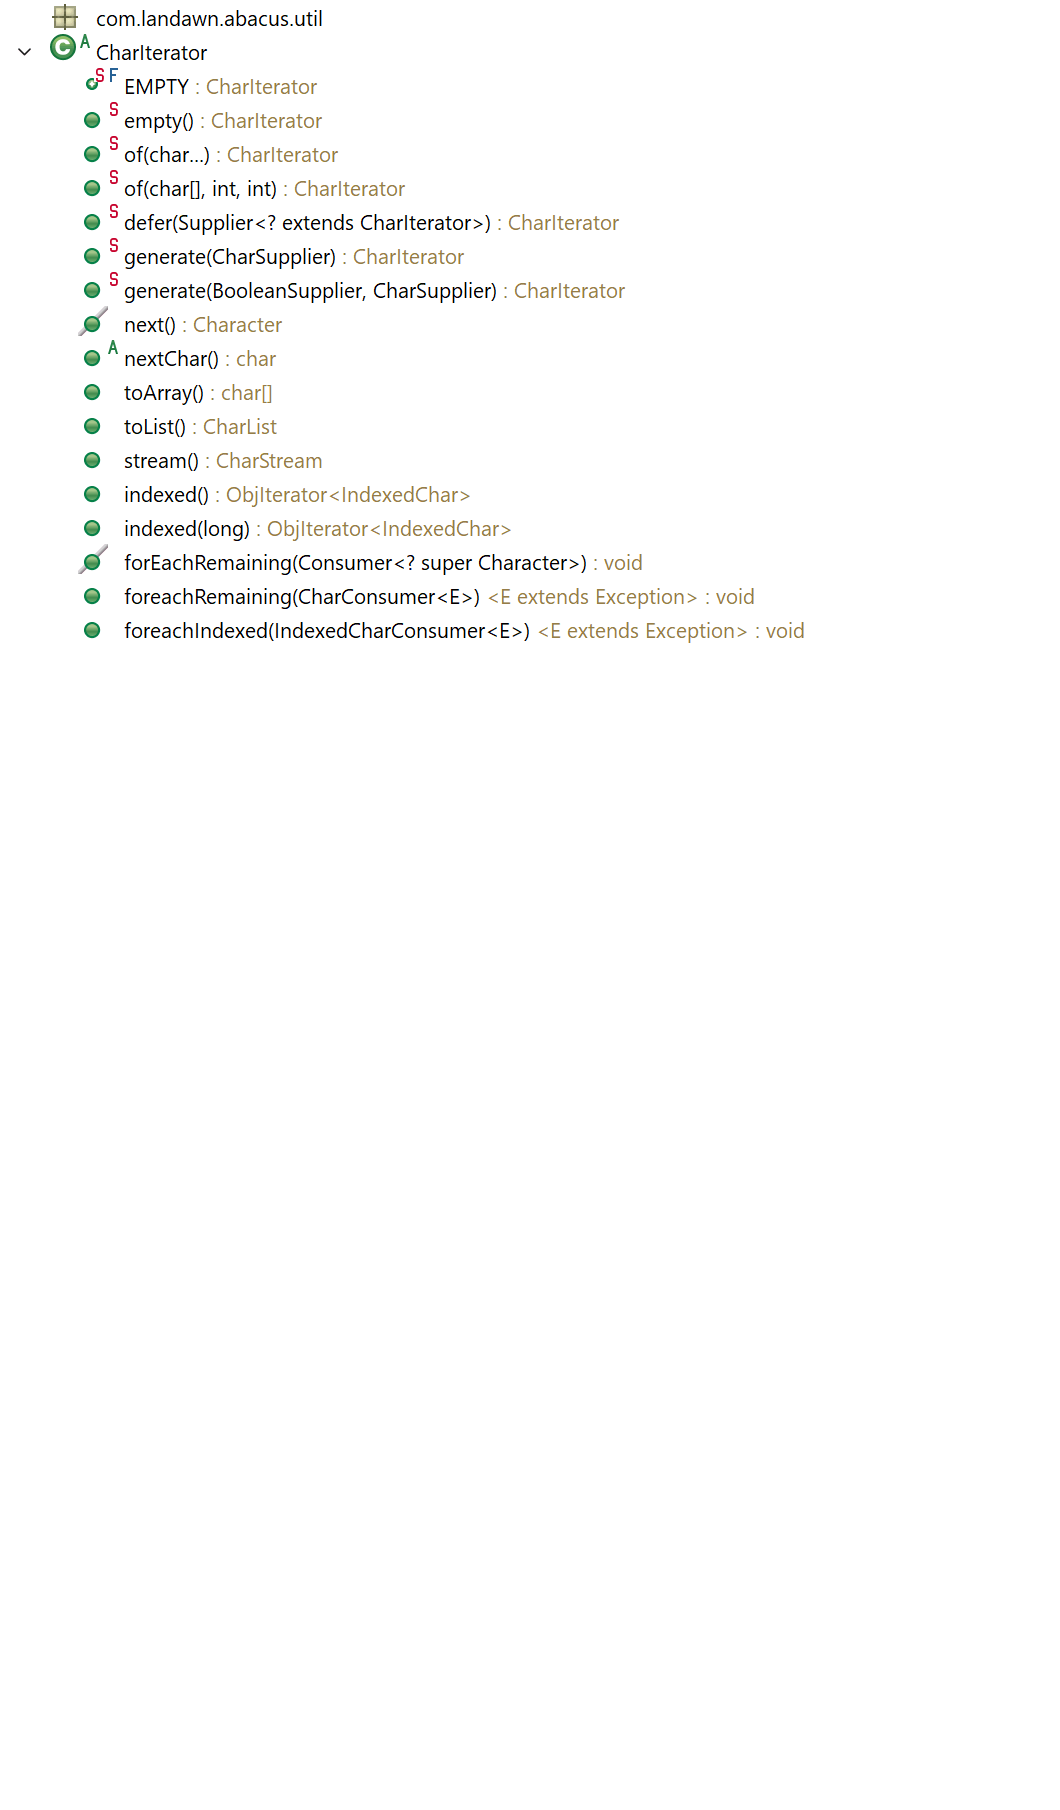 com.landawn.abacus.util
C A CharIterator
S F EMPTY : CharIterator
S empty() : CharIterator
S of(char...) : CharIterator
S of(char[], int, int) : CharIterator
S defer(Supplier<? extends CharIterator>) : CharIterator
S generate(CharSupplier) : CharIterator
S generate(BooleanSupplier, CharSupplier) : CharIterator
next() : Character
A nextChar() : char
toArray() : char[]
toList() : CharList
stream() : CharStream
indexed() : ObjIterator<IndexedChar>
indexed(long) : ObjIterator<IndexedChar>
forEachRemaining(Consumer<? super Character>) : void
foreachRemaining(CharConsumer<E>) <E extends Exception> : void
foreachIndexed(IndexedCharConsumer<E>) <E extends Exception> : void